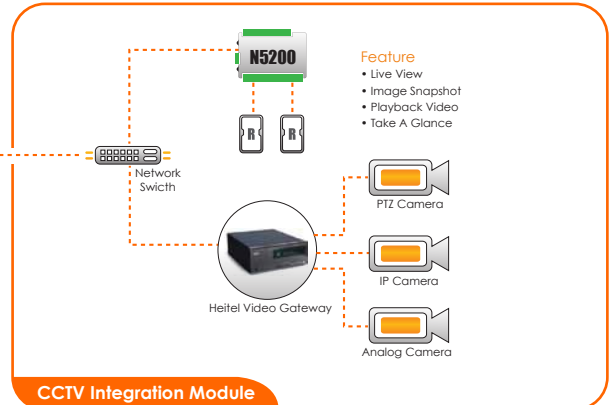 N5200
Feature
• Live View
• Image Snapshot
• Playback Video
• Take A Glance
R R
Network
Swicth
PTZ Camera
IP Camera
Heitel Video Gateway
Analog Camera
CCTV Integration Module